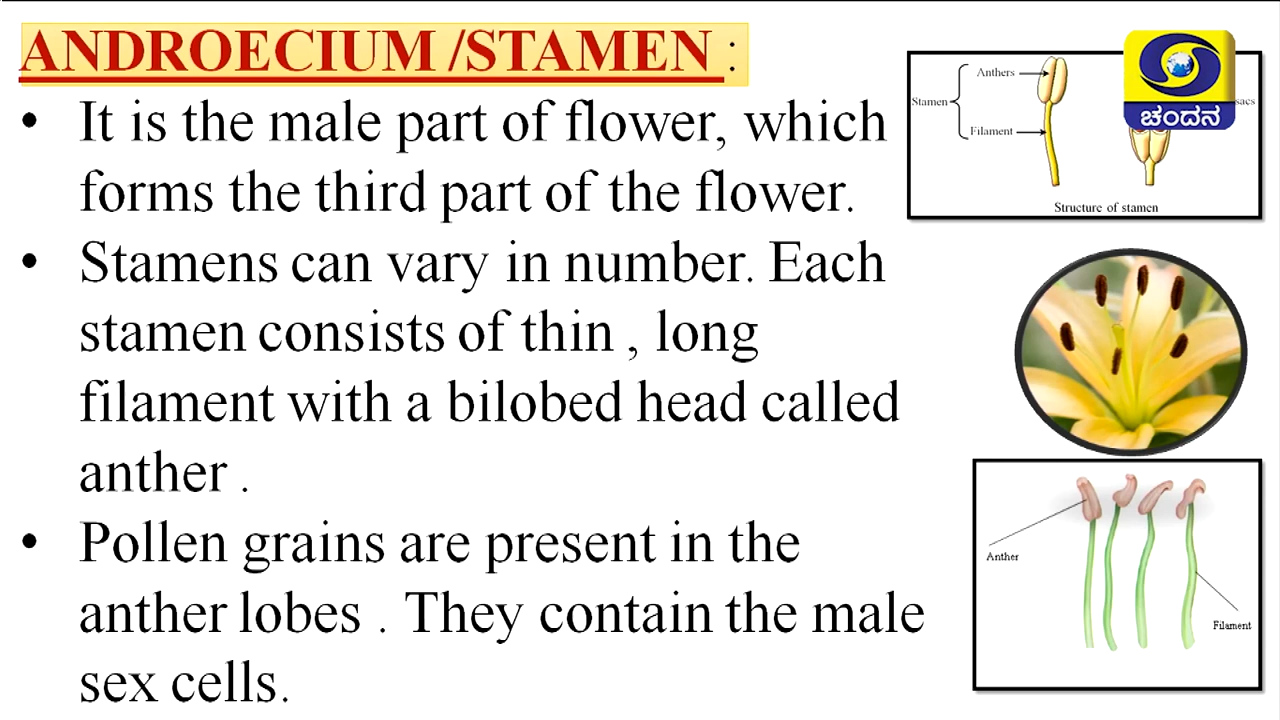 ANDROECIUM /STAMEN :
• It is the male part of flower, which
forms the third part of the flower.
• Stamens can vary in number. Each
stamen consists of thin , long
filament with a bilobed head called
anther .
• Pollen grains are present in the
anther lobes . They contain the male
sex cells.
Anthers
Stamen
Filament
sacs
Structure of stamen
ಚಂದನ
Anther
Filament